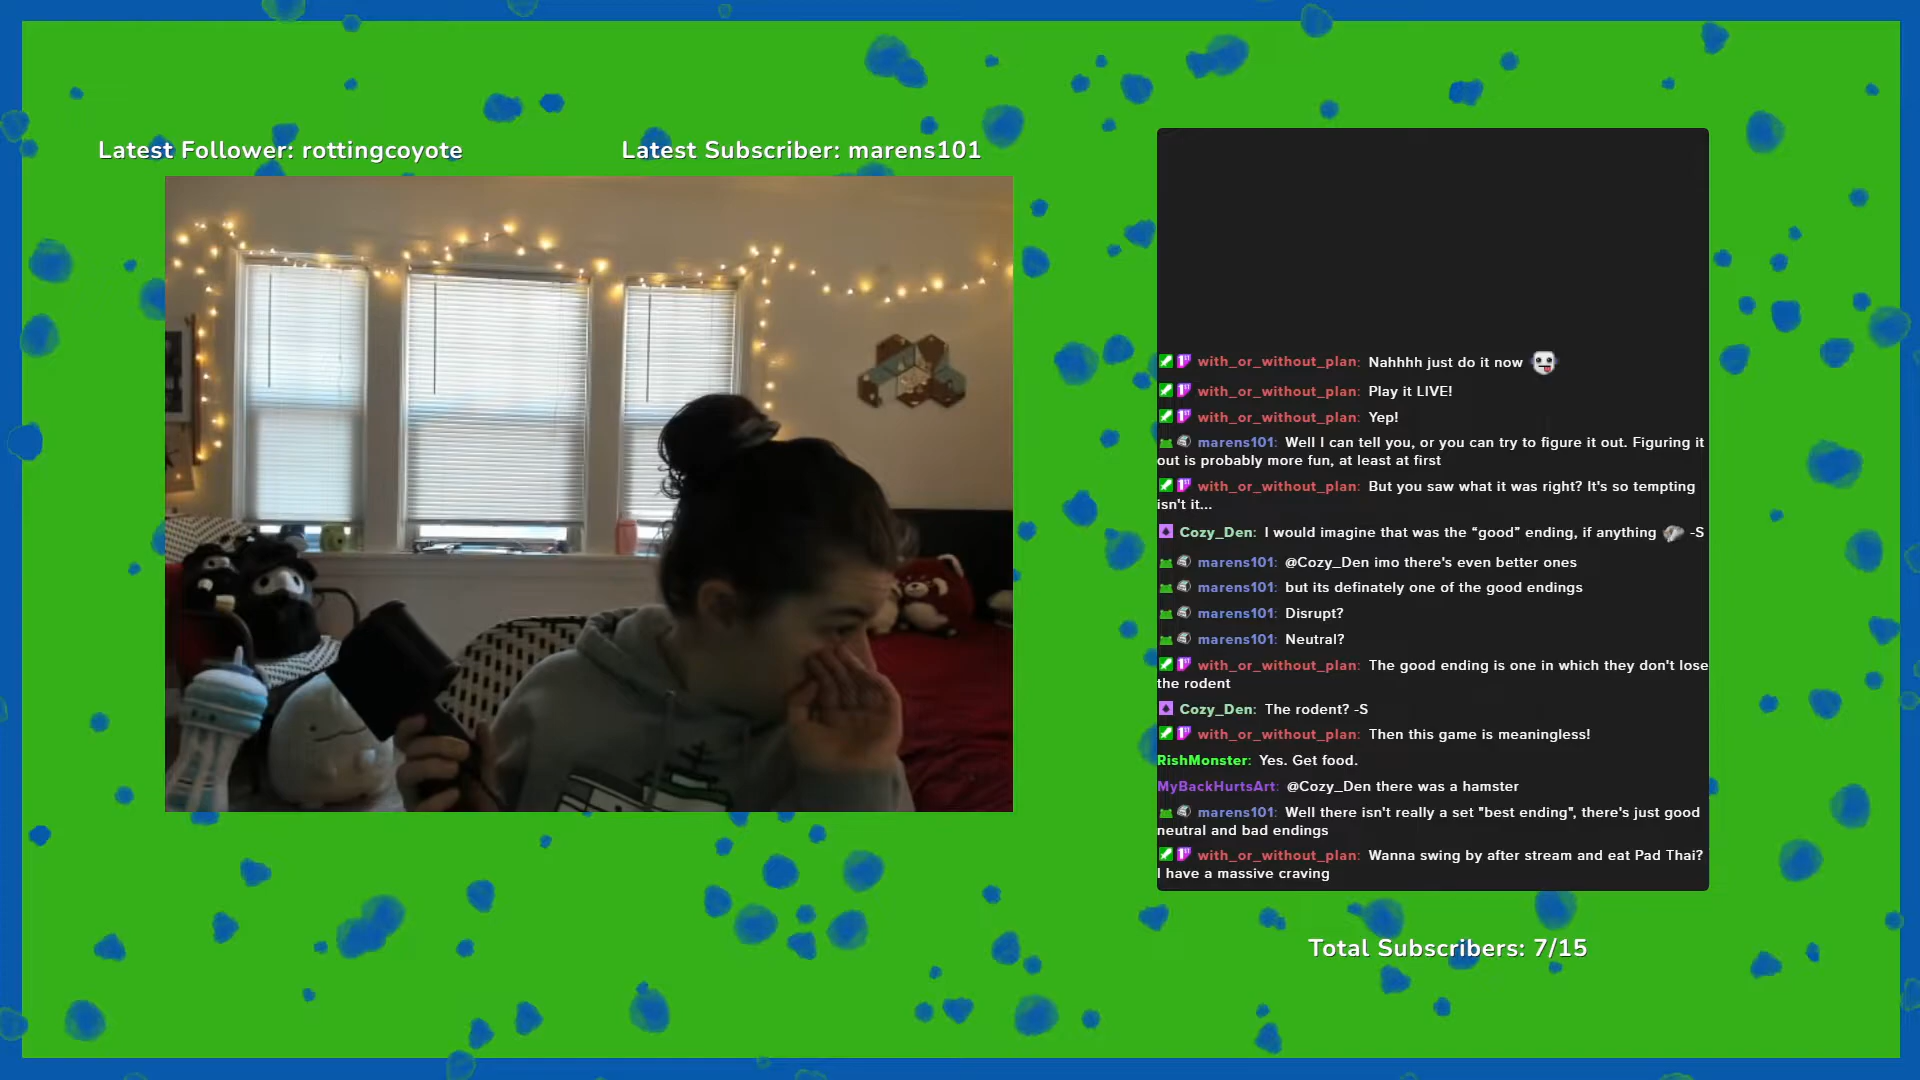 Latest Follower: rottingcoyote
Latest Subscriber: marens101
with_or_without_plan: Nahhhh just do it now
with_or_without_plan: Play it LIVE!
with_or_without_plan: Yep!
marens101: Well I can tell you, or you can try to figure it out. Figuring it
out is probably more fun, at least at first
with_or_without_plan: But you saw what it was right? It's so tempting
isn't it...
Cozy_Den: I would imagine that was the “good” ending, if anything -S
marens101: @Cozy_Den imo there's even better ones
marens101: but its definately one of the good endings
marens101: Disrupt?
marens101: Neutral?
with_or_without_plan: The good ending is one in which they don't lose
the rodent
Cozy_Den: The rodent? -S
with_or_without_plan: Then this game is meaningless!
RishMonster: Yes. Get food.
MyBackHurtsArt: @Cozy_Den there was a hamster
marens101: Well there isn't really a set "best ending", there's just good
neutral and bad endings
with_or_without_plan: Wanna swing by after stream and eat Pad Thai?
I have a massive craving
Total Subscribers: 7/15